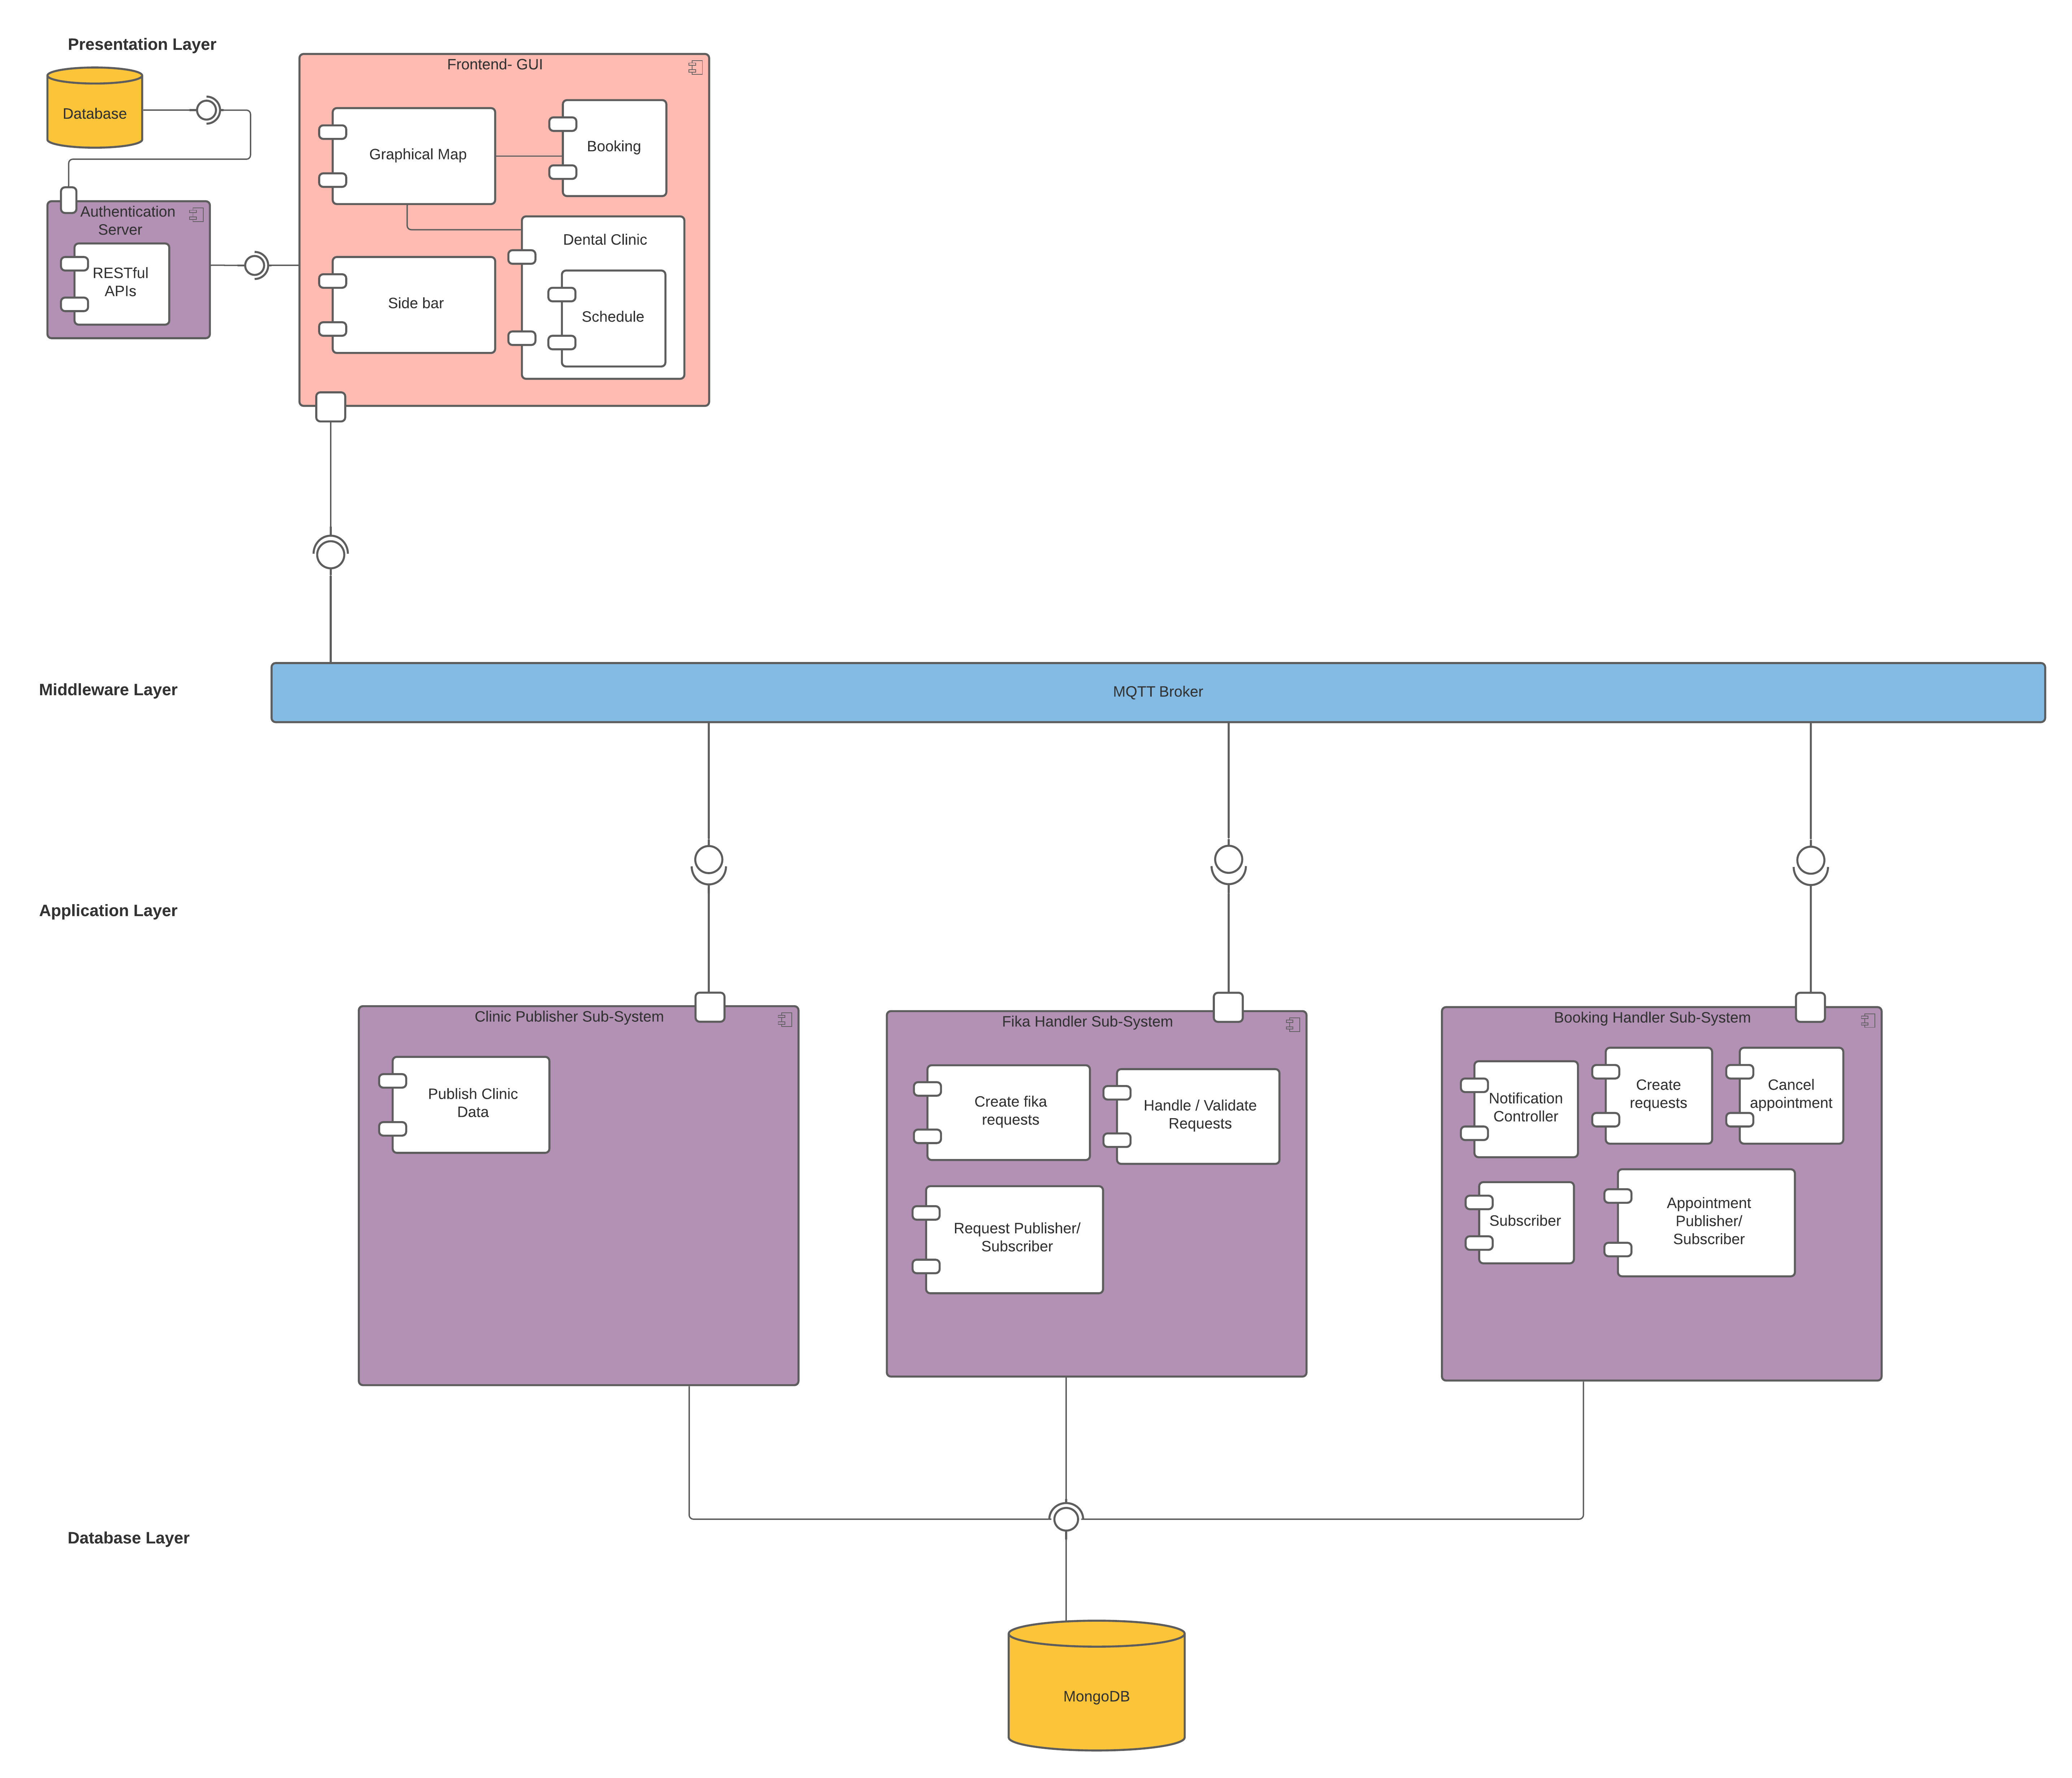 Presentation Layer
Database
Authentication
Server
RESTful
APIs
Frontend- GUI
Graphical Map
Booking
Side bar
Dental Clinic
Schedule
Middleware Layer
MQTT Broker
Application Layer
Clinic Publisher Sub-System
Publish Clinic
Data
Fika Handler Sub-System
Create fika
requests
Handle / Validate
Requests
Request Publisher/
Subscriber
Booking Handler Sub-System
Notification
Controller
Create
requests
Cancel
appointment
Subscriber
Appointment
Publisher/
Subscriber
Database Layer
MongoDB